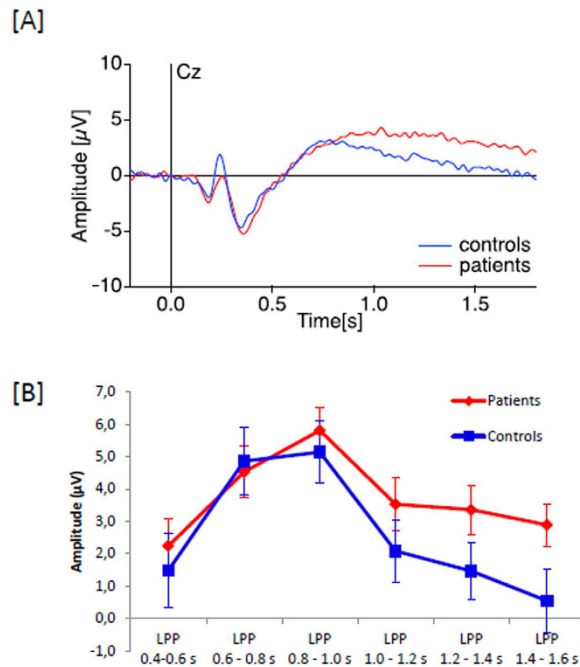 [A]
Cz
10
5
0
-5
-10
Amplitude [µV]
controls
patients
0.0 0.5 1.0 1.5
Time[s]
[B]
7,0
6,0
5,0
4,0
3,0
2,0
1,0
0,0
-1,0
Amplitude (µV)
Patients
Controls
LPP LPP LPP LPP LPP LPP
0.4-0.6 s 0.6 - 0.8 s 0.8 - 1.0 s 1.0 - 1.2 s 1.2 - 1.4 s 1.4 - 1.6 s